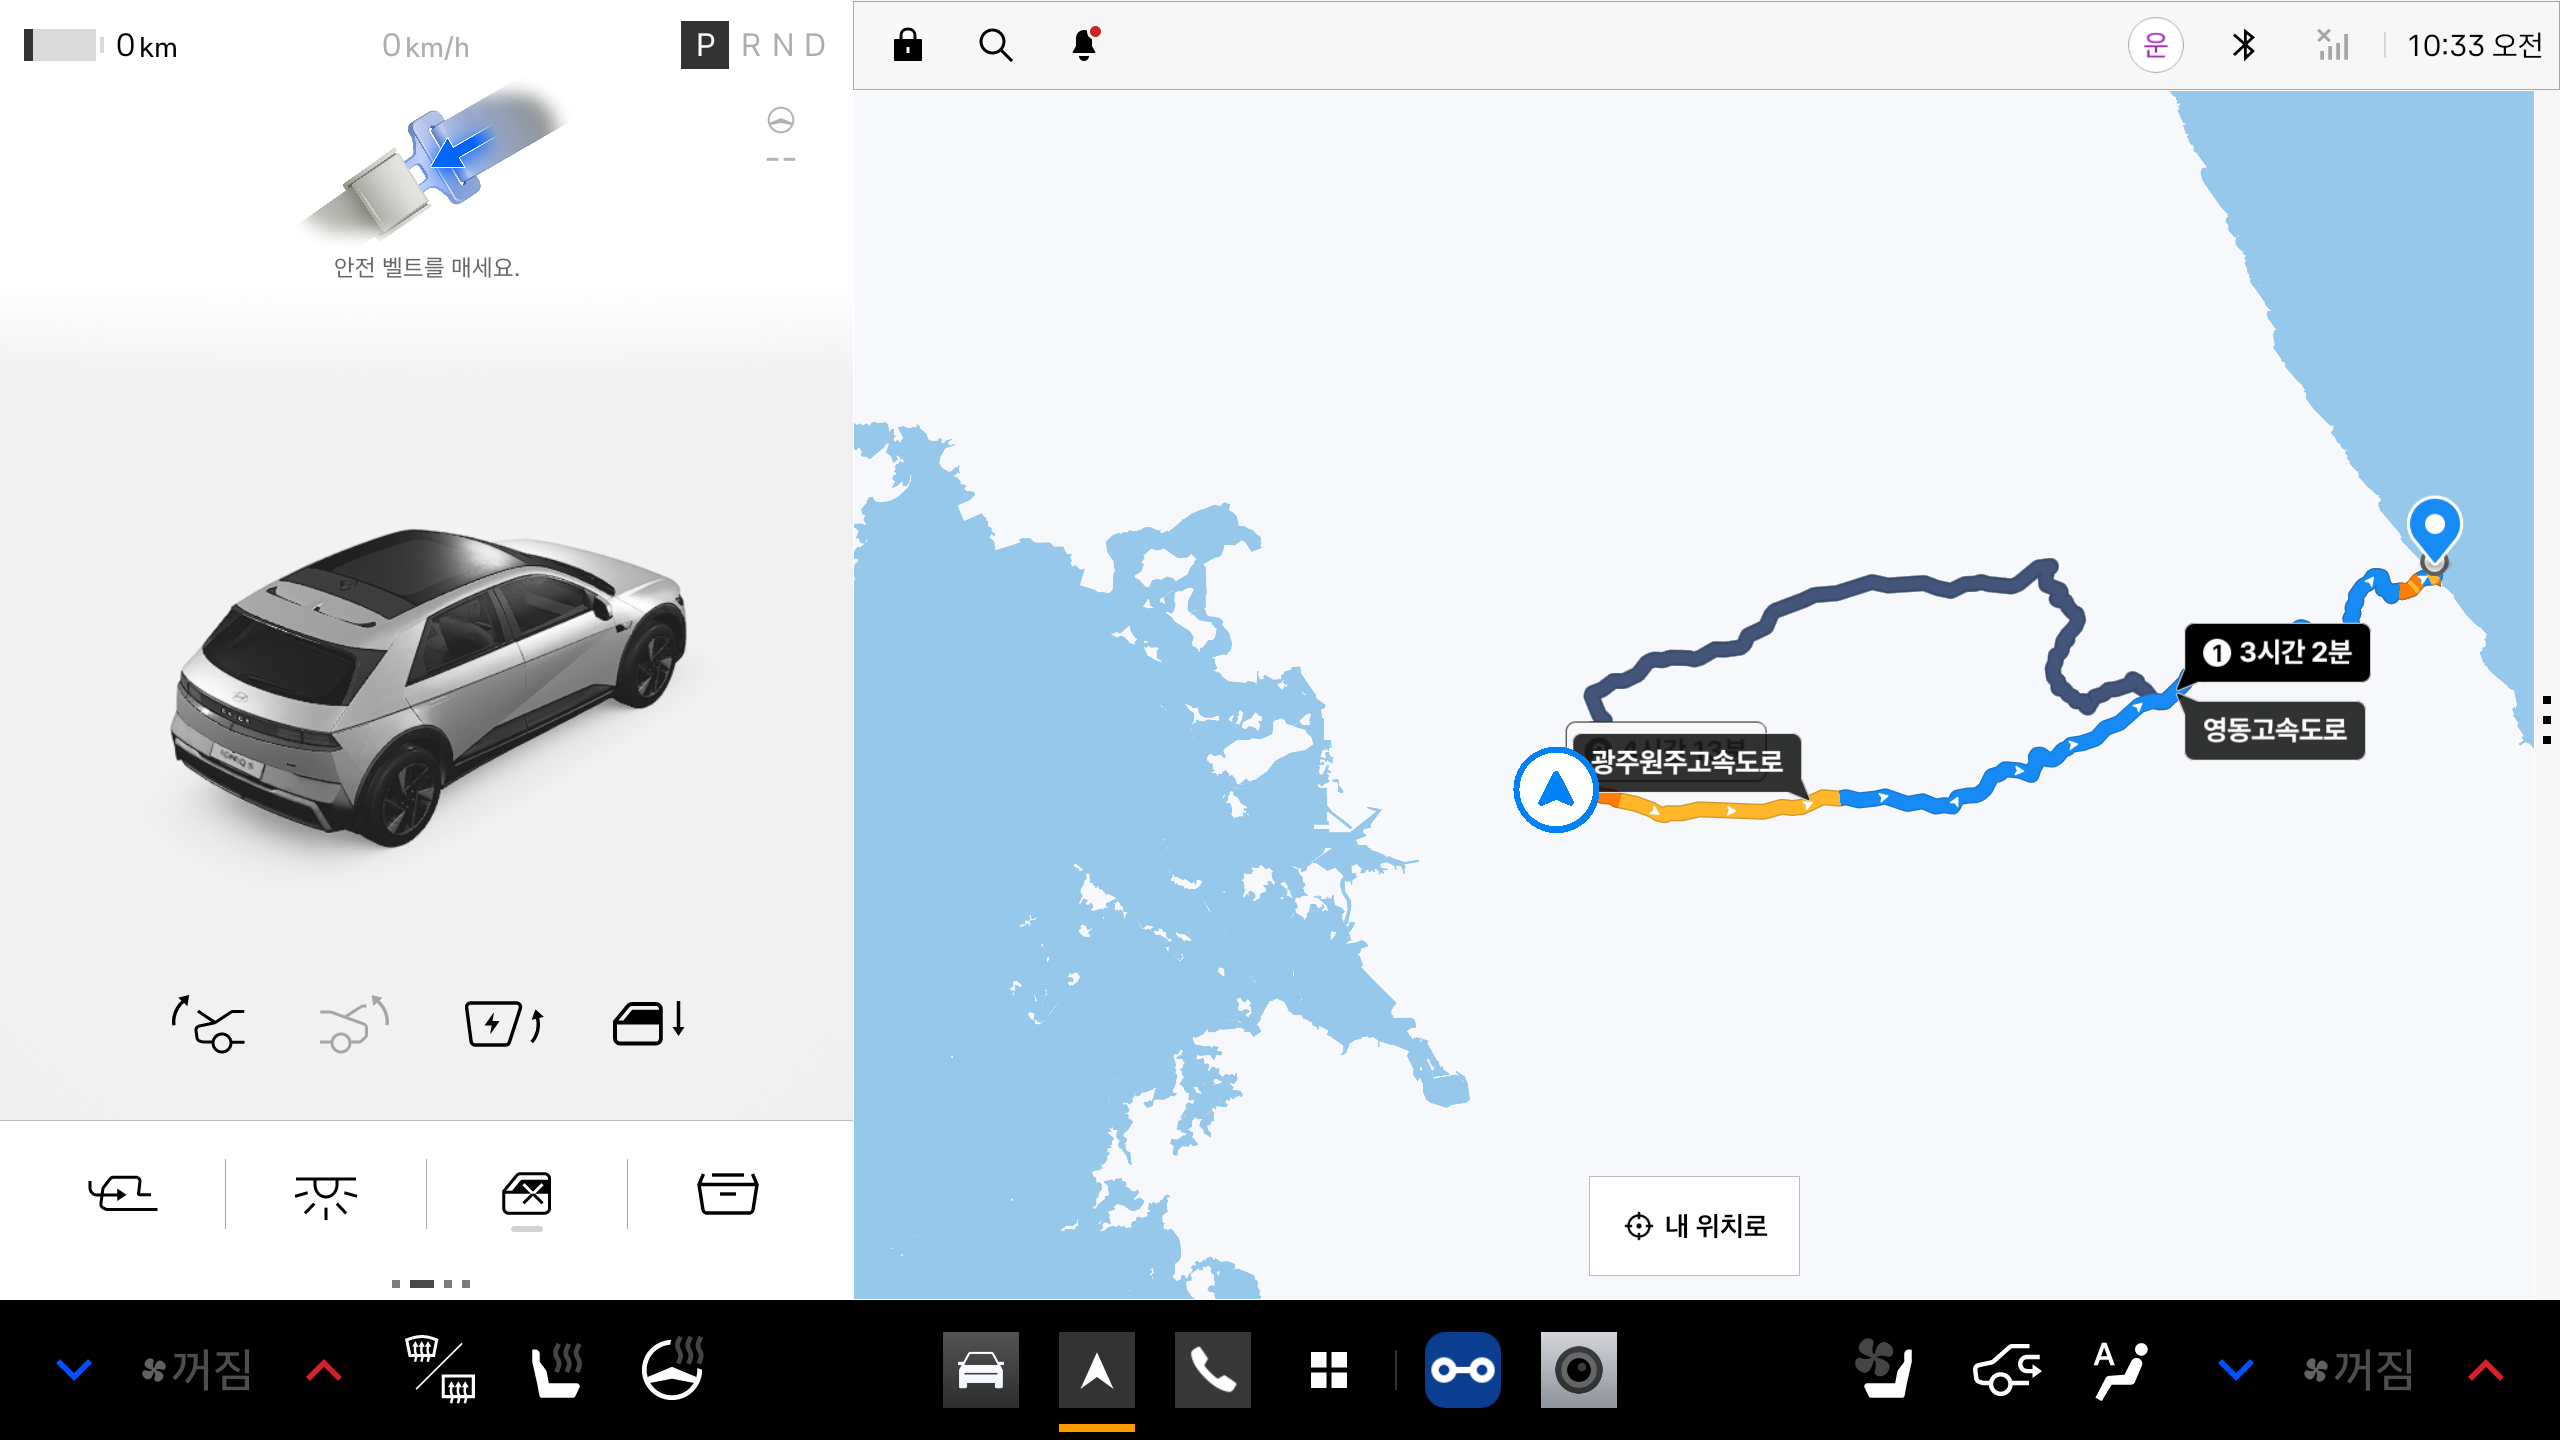 0 km
0 km/h
P R N D
운
10:33 오전
안전 벨트를 매세요.
1 3시간 2분
영동고속도로
광주원주고속도로
내 위치로
꺼짐
A
꺼짐